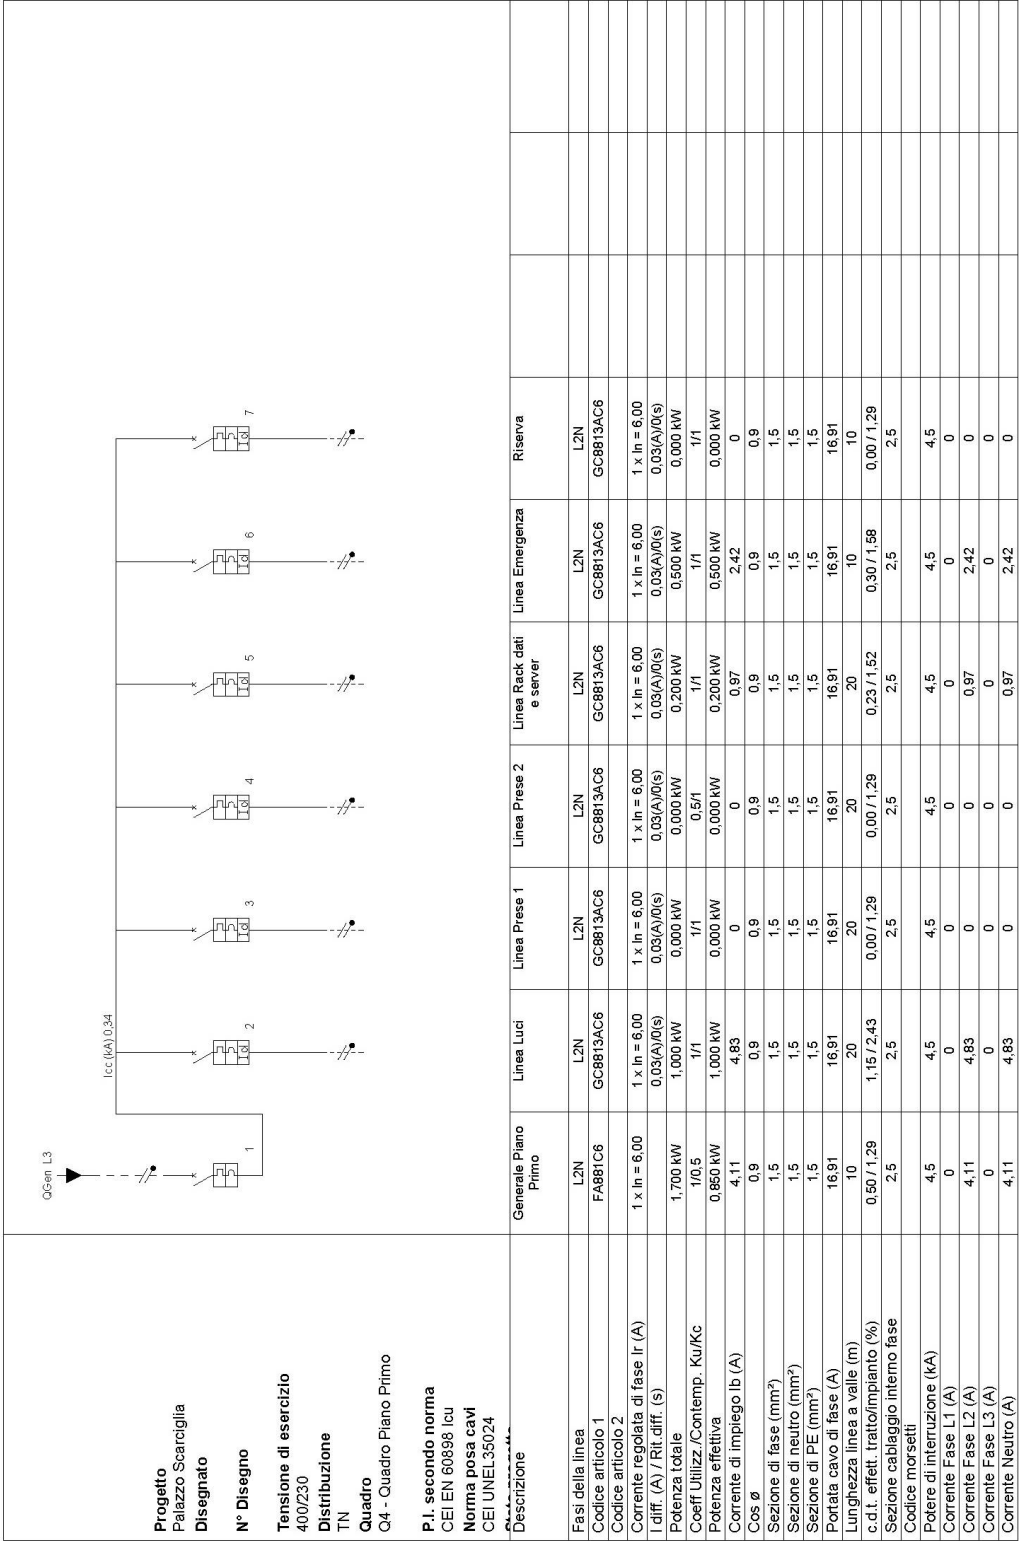 QGen L3
Icc (kA) 0,34
1
2
3
4
5
6
7
Progetto
Palazzo Scarciglia
Disegnato
N° Disegno
Tensione di esercizio
400/230
Distribuzione
TN
Quadro
Q4 - Quadro Piano Primo
P.I. secondo norma
CEI EN 60898 Icu
Norma posa cavi
CEI UNEL35024
Descrizione Generale Piano Primo Linea Luci Linea Prese 1 Linea Prese 2 Linea Rack dati e server Linea Emergenza Riserva
Fasi della linea L2N L2N L2N L2N L2N L2N L2N
Codice articolo 1 FA881C6 GC8813AC6 GC8813AC6 GC8813AC6 GC8813AC6 GC8813AC6 GC8813AC6
Codice articolo 2
Corrente regolata di fase Ir (A) 1 x In = 6,00 1 x In = 6,00 1 x In = 6,00 1 x In = 6,00 1 x In = 6,00 1 x In = 6,00 1 x In = 6,00
I diff. (A) / Rit.diff. (s) 0,03(A)/0(s) 0,03(A)/0(s) 0,03(A)/0(s) 0,03(A)/0(s) 0,03(A)/0(s) 0,03(A)/0(s)
Potenza totale 1,700 kW 1,000 kW 0,000 kW 0,000 kW 0,200 kW 0,500 kW 0,000 kW
Coeff Utilizz./Contemp. Ku/Kc 1/0,5 1/1 1/1 0,5/1 1/1 1/1 1/1
Potenza effettiva 0,850 kW 1,000 kW 0,000 kW 0,000 kW 0,200 kW 0,500 kW 0,000 kW
Corrente di impiego Ib (A) 4,11 4,83 0 0 0,97 2,42 0
Cos ø 0,9 0,9 0,9 0,9 0,9 0,9 0,9
Sezione di fase (mm²) 1,5 1,5 1,5 1,5 1,5 1,5 1,5
Sezione di neutro (mm²) 1,5 1,5 1,5 1,5 1,5 1,5 1,5
Sezione di PE (mm²) 1,5 1,5 1,5 1,5 1,5 1,5 1,5
Portata cavo di fase (A) 16,91 16,91 16,91 16,91 16,91 16,91 16,91
Lunghezza linea a valle (m) 10 20 20 20 20 10 10
c.d.t. effett. tratto/impianto (%) 0,50 / 1,29 1,15 / 2,43 0,00 / 1,29 0,00 / 1,29 0,23 / 1,52 0,30 / 1,58 0,00 / 1,29
Sezione cablaggio interno fase 2,5 2,5 2,5 2,5 2,5 2,5 2,5
Codice morsetti
Potere di interruzione (kA) 4,5 4,5 4,5 4,5 4,5 4,5 4,5
Corrente Fase L1 (A) 0 0 0 0 0 0 0
Corrente Fase L2 (A) 4,11 4,83 0 0 0,97 2,42 0
Corrente Fase L3 (A) 0 0 0 0 0 0 0
Corrente Neutro (A) 4,11 4,83 0 0 0,97 2,42 0